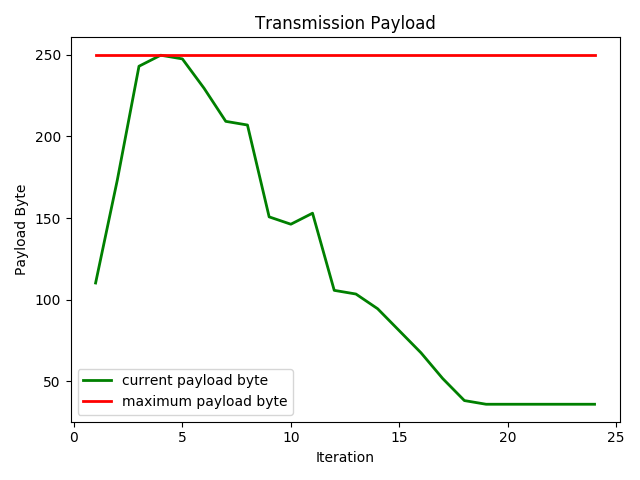 Transmission Payload
250
200
150
100
50
Payload Byte
current payload byte
maximum payload byte
0 5 10 15 20 25
Iteration